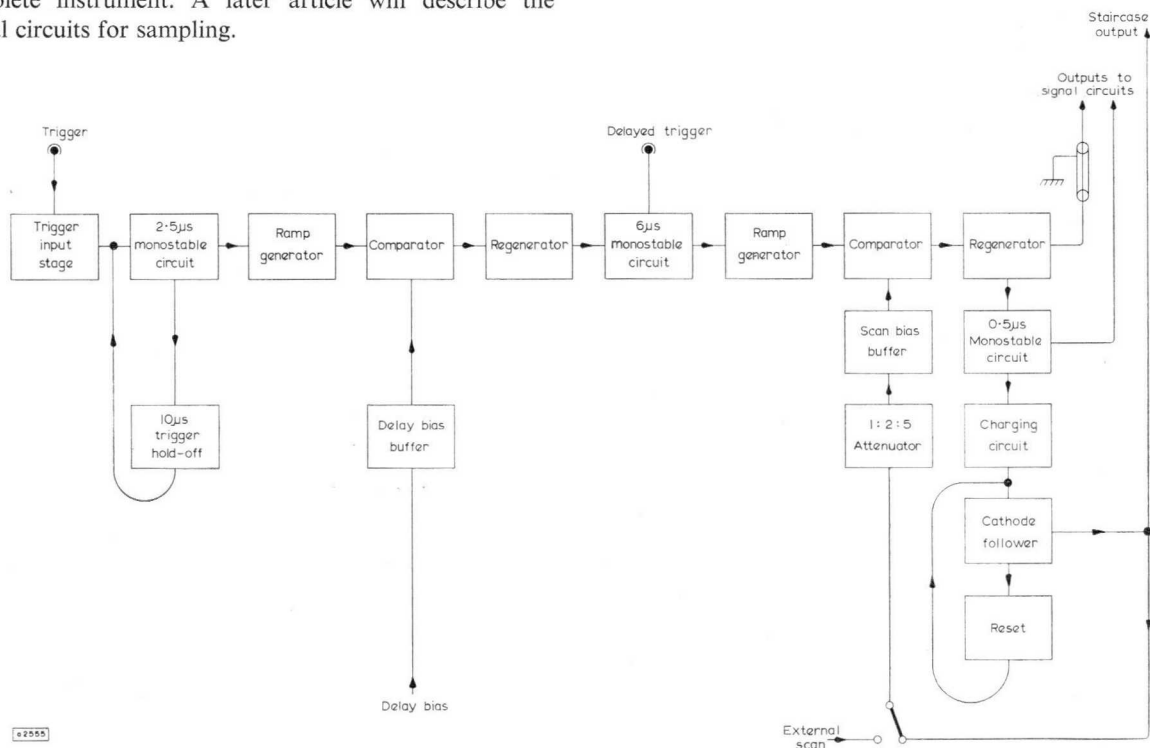 plete instrument. A later article will describe the
al circuits for sampling.
Staircase
output
Outputs to
signal circuits
Trigger
Delayed trigger
Trigger
input
stage
2·5µs
monostable
circuit
Ramp
generator
Comparator
Regenerator
6µs
monostable
circuit
Ramp
generator
Comparator
Regenerator
Scan bias
buffer
0·5µs
Monostable
circuit
10µs
trigger
hold-off
Delay bias
buffer
1:2:5
Attenuator
Charging
circuit
Cathode
follower
Reset
Delay bias
External
scan
c2555